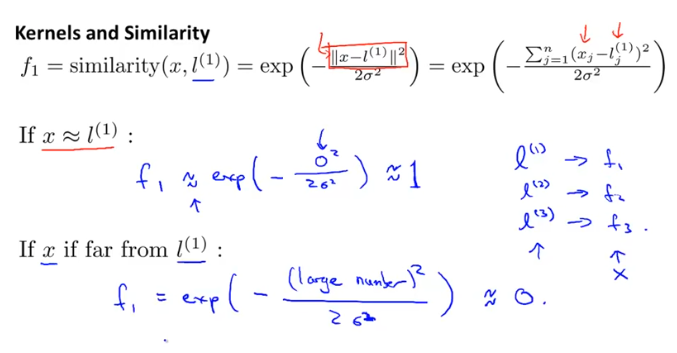 Kernels and Similarity
f₁ = similarity(x, l⁽¹⁾) = exp(−‖x−l⁽¹⁾‖²/2σ²) = exp(−∑ⁿⱼ₌₁(xⱼ−lⱼ⁽¹⁾)²/2σ²)
If x ≈ l⁽¹⁾ :
f₁ ≈ exp(−0²/2σ²) ≈ 1
l⁽¹⁾ → f₁
l⁽²⁾ → f₂
l⁽³⁾ → f₃.
x
If x if far from l⁽¹⁾ :
f₁ = exp(−(large number)²/2σ²) ≈ 0.